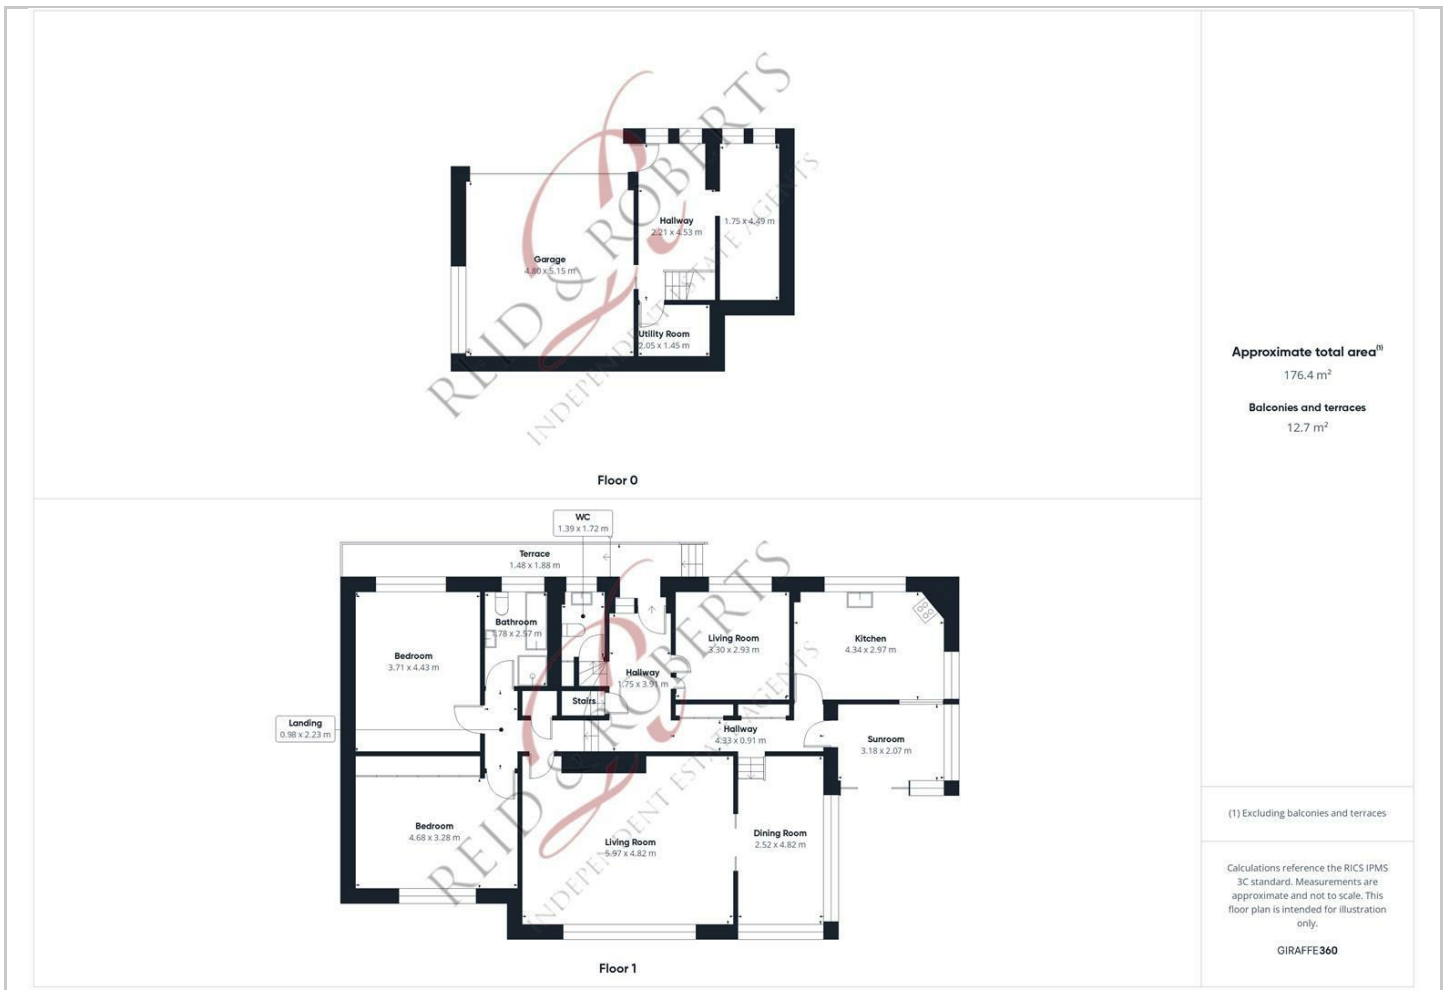 REID & ROBERTS
INDEPENDENT ESTATE AGENTS
Hallway
2.21 x 4.53 m
1.75 x 4.49 m
Garage
4.80 x 5.15 m
Utility Room
2.05 x 1.45 m
Floor 0
Approximate total area(1)
176.4 m²
Balconies and terraces
12.7 m²
WC
1.39 x 1.72 m
Terrace
1.48 x 1.88 m
REID & ROBERTS
INDEPENDENT ESTATE AGENTS
Bathroom
1.78 x 2.57 m
Bedroom
3.71 x 4.43 m
Living Room
3.30 x 2.93 m
Kitchen
4.34 x 2.97 m
Hallway
1.75 x 3.91 m
Stairs
Landing
0.98 x 2.23 m
Hallway
4.33 x 0.91 m
Sunroom
3.18 x 2.07 m
Bedroom
4.68 x 3.28 m
Living Room
5.97 x 4.82 m
Dining Room
2.52 x 4.82 m
Floor 1
(1) Excluding balconies and terraces
Calculations reference the RICS IPMS
3C standard. Measurements are
approximate and not to scale. This
floor plan is intended for illustration
only.
GIRAFFE360